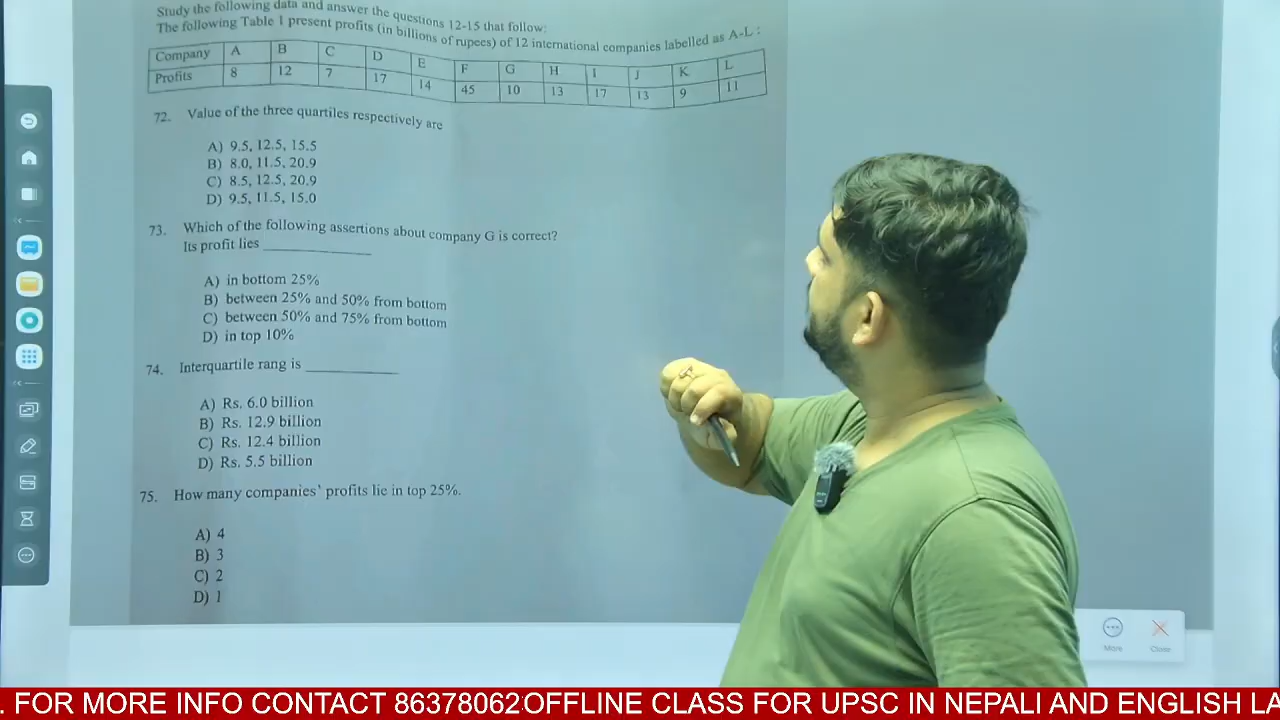 Study the following data and answer the questions 12-15 that follow:
The following Table 1 present profits (in billions of rupees) of 12 international companies labelled as A-L :
Company A B C D E F G H I J K L
Profits 8 12 7 17 14 45 10 13 17 13 9 11
72. Value of the three quartiles respectively are
A) 9.5, 12.5, 15.5
B) 8.0, 11.5, 20.9
C) 8.5, 12.5, 20.9
D) 9.5, 11.5, 15.0
73. Which of the following assertions about company G is correct?
Its profit lies ____________
A) in bottom 25%
B) between 25% and 50% from bottom
C) between 50% and 75% from bottom
D) in top 10%
74. Interquartile rang is ____________
A) Rs. 6.0 billion
B) Rs. 12.9 billion
C) Rs. 12.4 billion
D) Rs. 5.5 billion
75. How many companies' profits lie in top 25%.
A) 4
B) 3
C) 2
D) 1
More Close
. FOR MORE INFO CONTACT 86378062 OFFLINE CLASS FOR UPSC IN NEPALI AND ENGLISH LA